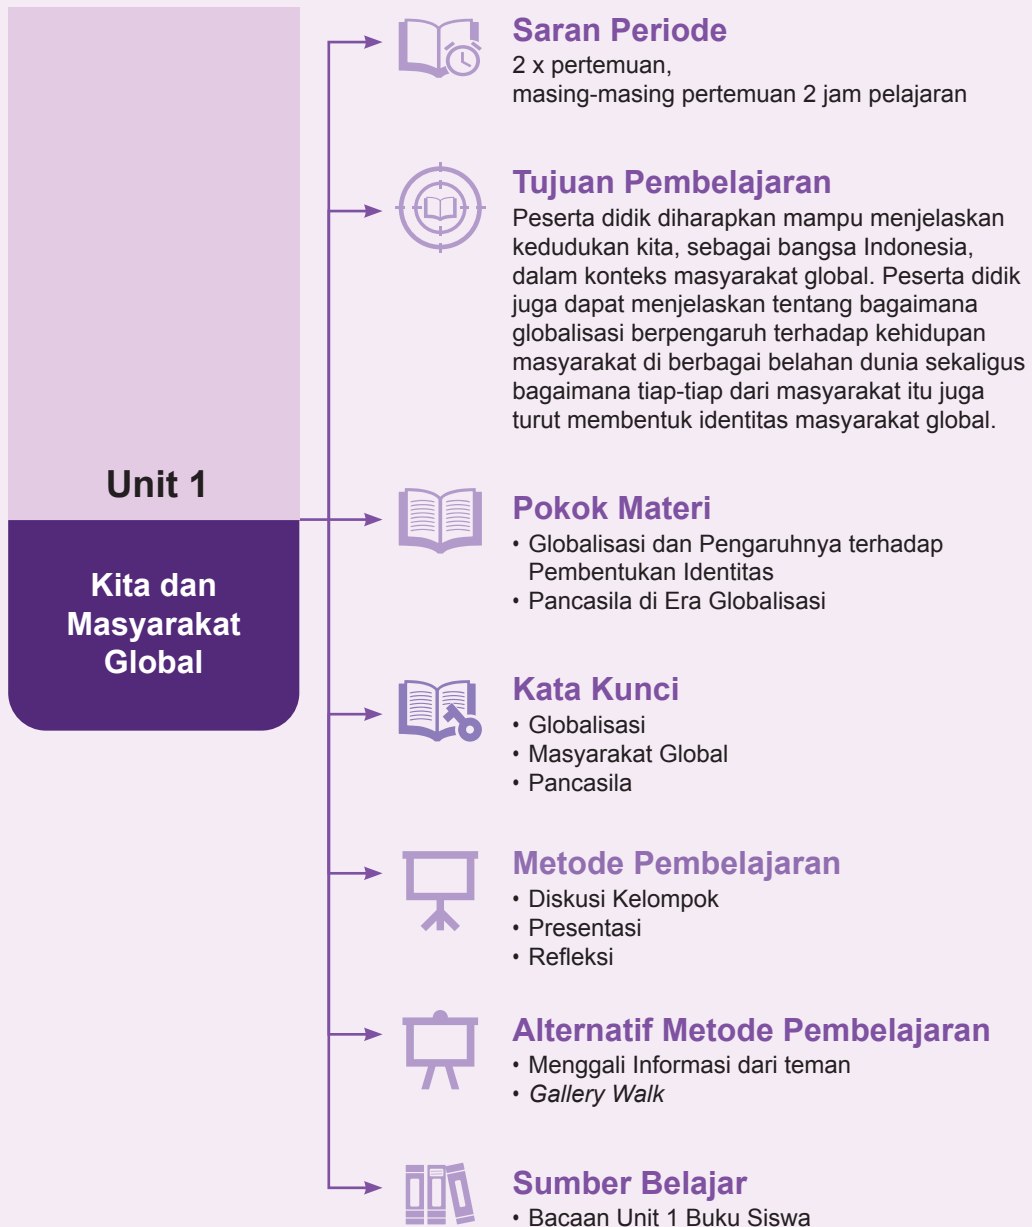 Unit 1
Kita dan
Masyarakat
Global
Saran Periode
2 x pertemuan,
masing-masing pertemuan 2 jam pelajaran
Tujuan Pembelajaran
Peserta didik diharapkan mampu menjelaskan
kedudukan kita, sebagai bangsa Indonesia,
dalam konteks masyarakat global. Peserta didik
juga dapat menjelaskan tentang bagaimana
globalisasi berpengaruh terhadap kehidupan
masyarakat di berbagai belahan dunia sekaligus
bagaimana tiap-tiap dari masyarakat itu juga
turut membentuk identitas masyarakat global.
Pokok Materi
• Globalisasi dan Pengaruhnya terhadap
Pembentukan Identitas
• Pancasila di Era Globalisasi
Kata Kunci
• Globalisasi
• Masyarakat Global
• Pancasila
Metode Pembelajaran
• Diskusi Kelompok
• Presentasi
• Refleksi
Alternatif Metode Pembelajaran
• Menggali Informasi dari teman
• Gallery Walk
Sumber Belajar
• Bacaan Unit 1 Buku Siswa